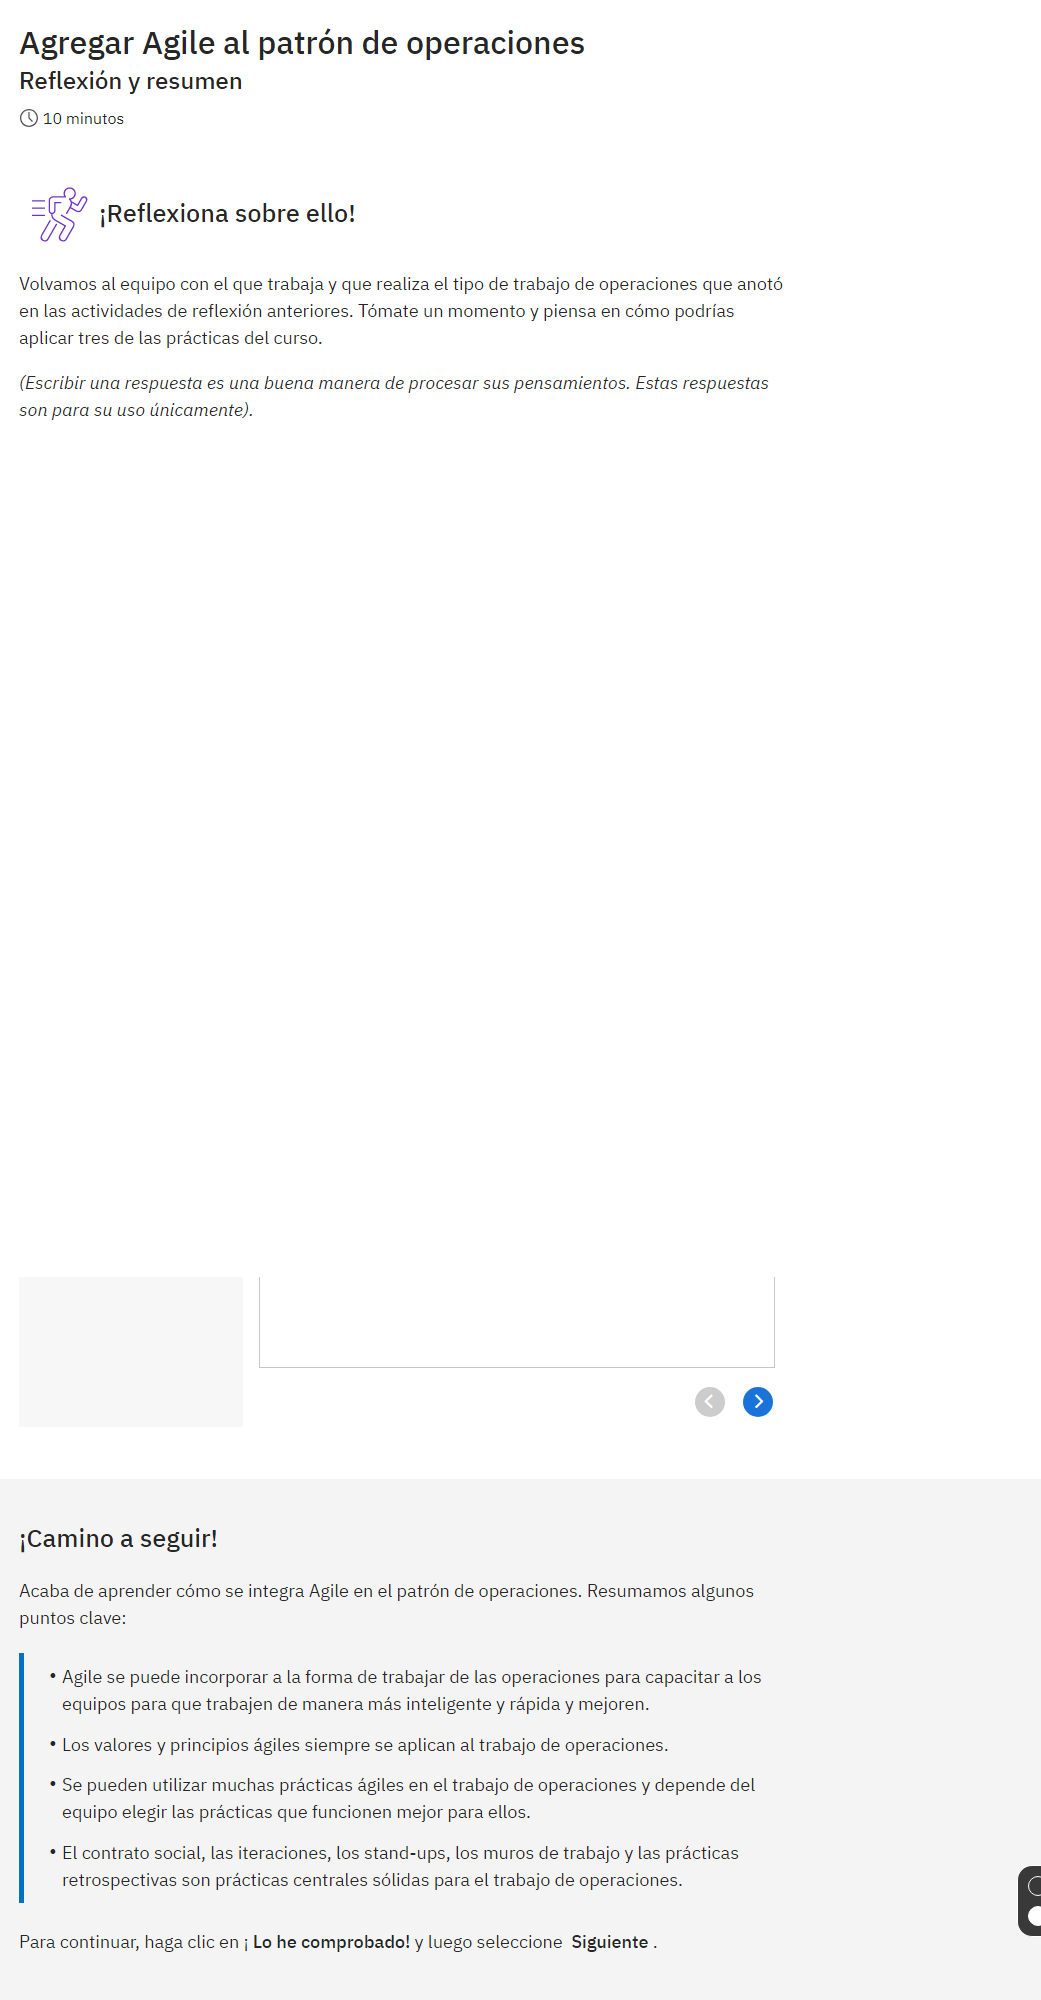 Agregar Agile al patrón de operaciones
Reflexión y resumen
10 minutos
¡Reflexiona sobre ello!
Volvamos al equipo con el que trabaja y que realiza el tipo de trabajo de operaciones que anotó
en las actividades de reflexión anteriores. Tómate un momento y piensa en cómo podrías
aplicar tres de las prácticas del curso.
(Escribir una respuesta es una buena manera de procesar sus pensamientos. Estas respuestas
son para su uso únicamente).
¡Camino a seguir!
Acaba de aprender cómo se integra Agile en el patrón de operaciones. Resumamos algunos
puntos clave:
• Agile se puede incorporar a la forma de trabajar de las operaciones para capacitar a los
equipos para que trabajen de manera más inteligente y rápida y mejoren.
• Los valores y principios ágiles siempre se aplican al trabajo de operaciones.
• Se pueden utilizar muchas prácticas ágiles en el trabajo de operaciones y depende del
equipo elegir las prácticas que funcionen mejor para ellos.
• El contrato social, las iteraciones, los stand-ups, los muros de trabajo y las prácticas
retrospectivas son prácticas centrales sólidas para el trabajo de operaciones.
Para continuar, haga clic en ¡ Lo he comprobado! y luego seleccione Siguiente .